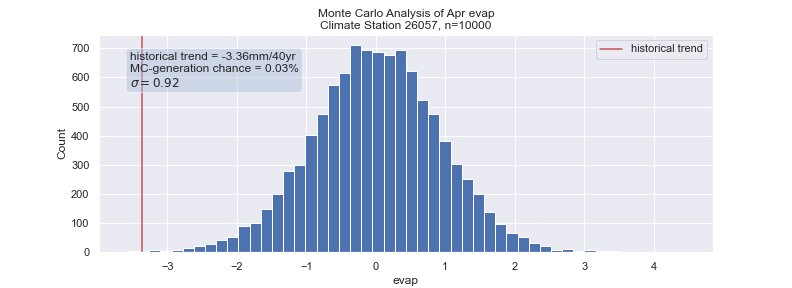 Monte Carlo Analysis of Apr evap
Climate Station 26057, n=10000
historical trend = -3.36mm/40yr
MC-generation chance = 0.03%
σ = 0.92
historical trend
700
600
500
400
300
200
100
0
Count
−3
−2
−1
0
1
2
3
4
evap